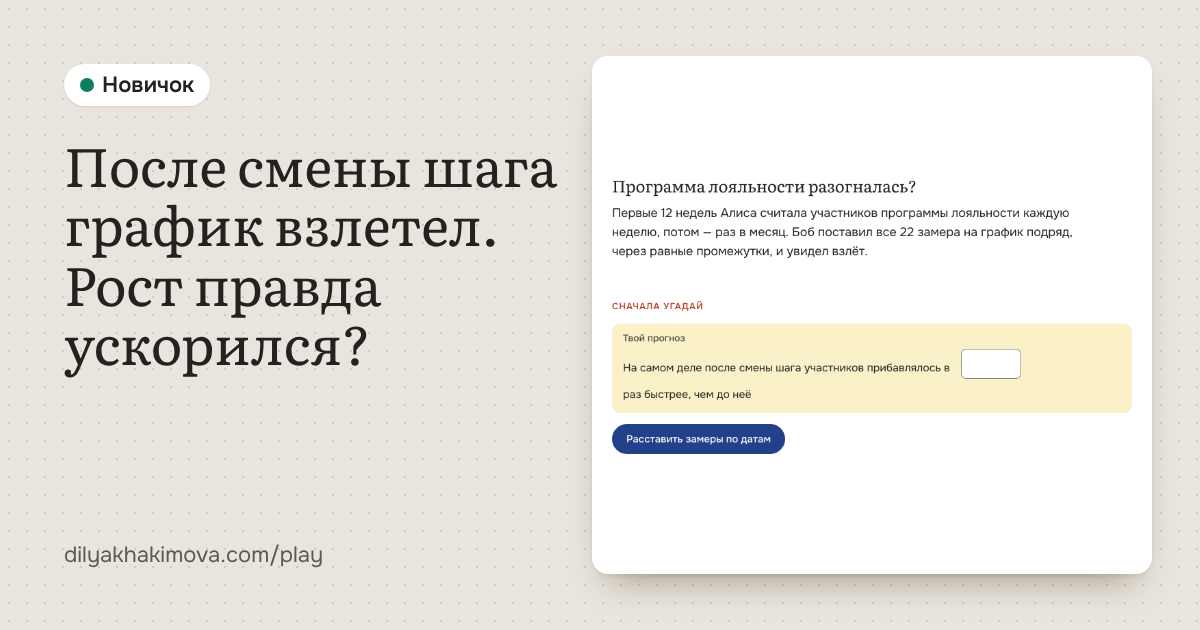 Новичок
После смены шага
график взлетел.
Рост правда
ускорился?
dilyakhakimova.com/play
Программа лояльности разогналась?
Первые 12 недель Алиса считала участников программы лояльности каждую
неделю, потом — раз в месяц. Боб поставил все 22 замера на график подряд,
через равные промежутки, и увидел взлёт.
СНАЧАЛА УГАДАЙ
Твой прогноз
На самом деле после смены шага участников прибавлялось в
раз быстрее, чем до неё
Расставить замеры по датам